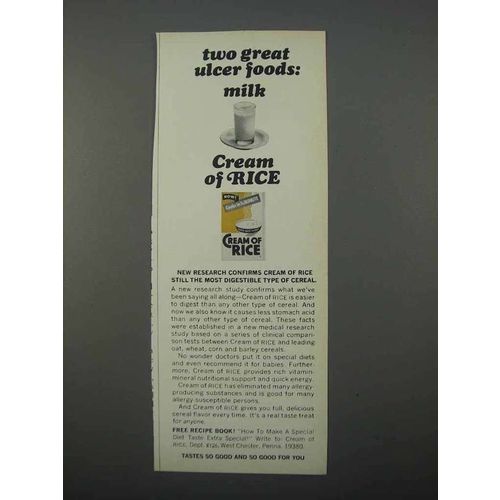 two great
ulcer foods:
milk
Cream
of RICE
NOW!
CREAM OF
RICE
NEW RESEARCH CONFIRMS CREAM OF RICE
STILL THE MOST DIGESTIBLE TYPE OF CEREAL.
A new research study confirms what we've
been saying all along—Cream of RICE is easier
to digest than any other type of cereal. And
now we also know it causes less stomach acid
than any other type of cereal. These facts
were established in a new medical research
study based on a series of clinical compari-
son tests between Cream of RICE and leading
oat, wheat, corn and barley cereals.
No wonder doctors put it on special diets
and even recommend it for babies. Further-
more, Cream of RICE provides rich vitamin-
mineral nutritional support and quick energy.
Cream of RICE has eliminated many allergy-
producing substances and is good for many
allergy-susceptible persons.
And Cream of RICE gives you full, delicious
cereal flavor every time. It's a real taste treat
for anyone.
FREE RECIPE BOOK! "How To Make A Special
Diet Taste Extra Special!" Write to: Cream of
RICE, Dept. West Chester, Penna. 19380.
TASTES SO GOOD AND SO GOOD FOR YOU